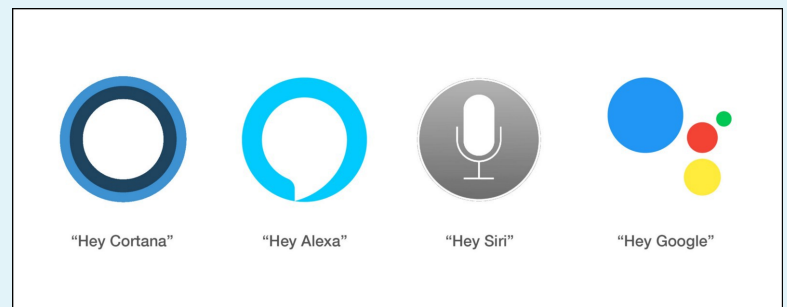 “Hey Cortana” “Hey Alexa” “Hey Siri” “Hey Google”